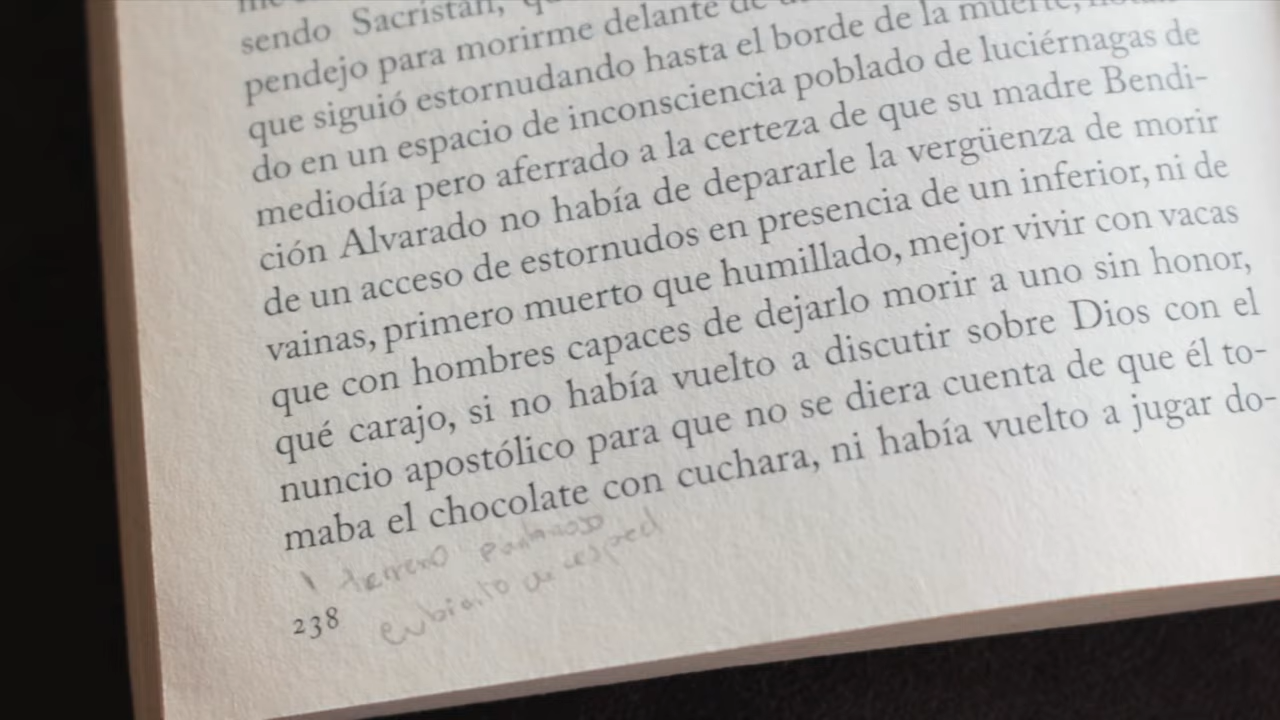 sendo Sacristán,
pendejo para morirme delante de
que siguió estornudando hasta el borde de la muerte,
do en un espacio de inconsciencia poblado de luciérnagas de
mediodía pero aferrado a la certeza de que su madre Bendi-
ción Alvarado no había de depararle la vergüenza de morir
de un acceso de estornudos en presencia de un inferior, ni de
vainas, primero muerto que humillado, mejor vivir con vacas
que con hombres capaces de dejarlo morir a uno sin honor,
qué carajo, si no había vuelto a discutir sobre Dios con el
nuncio apostólico para que no se diera cuenta de que él to-
maba el chocolate con cuchara, ni había vuelto a jugar do-
terreno pantanoso
cubierto de cesped
238